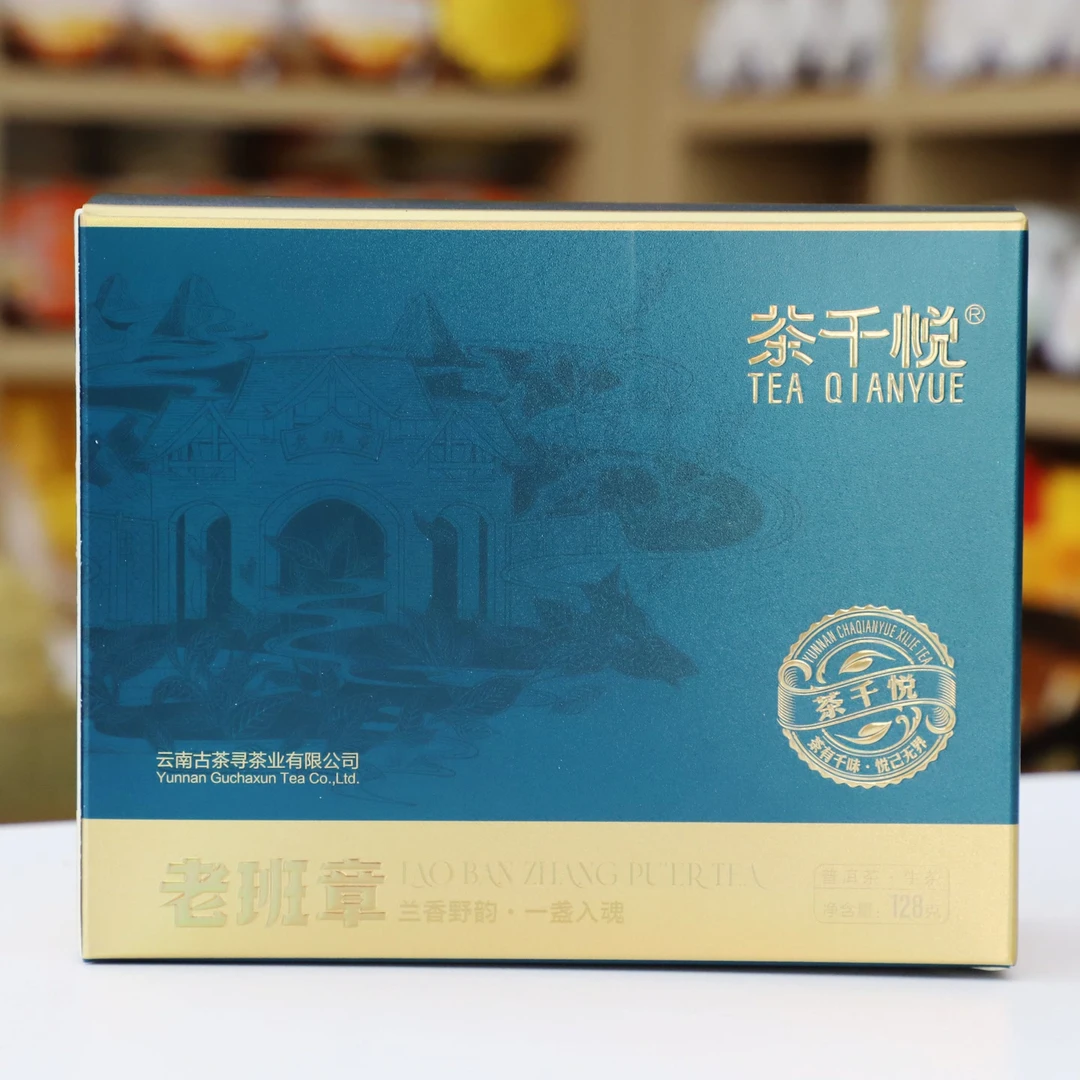 茶千悦®
TEA QIANYUE
YUNNAN CHAQIANYUE XILIE TEA
茶千悦
茶有千味·悦己无界
云南古茶寻茶业有限公司
Yunnan Guchaxun Tea Co.,Ltd.
老班章
LAO BAN ZHANG PU'ER TEA
兰香野韵·一盏入魂
普洱茶·生茶
净含量:128克